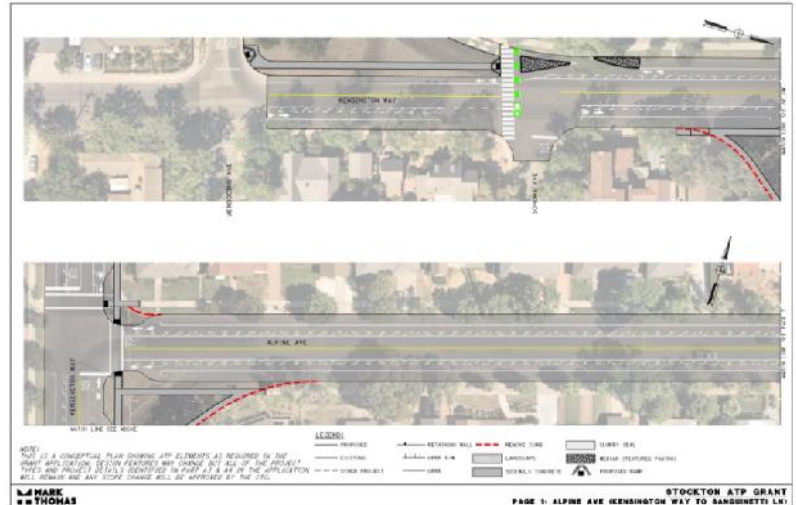 KENSINGTON WAY
MENDOCINO AVE
SONOMA AVE
ALPINE AVE
KENSINGTON WAY
MATCH LINE SEE ABOVE
NOTE:
THIS IS A CONCEPTUAL PLAN SHOWING ATP ELEMENTS AS REQUIRED IN THE
GRANT APPLICATION. DESIGN FEATURES MAY CHANGE BUT ALL OF THE PROJECT
TYPES AND PROJECT DETAILS IDENTIFIED IN PART A3 & A4 IN THE APPLICATION
WILL REMAIN AND ANY SCOPE CHANGE WILL BE APPROVED BY THE CTC.
LEGEND:
PROPOSED
EXISTING
OTHER PROJECT
RETAINING WALL
REMOVE CURB
LANDSCAPE
SIDEWALK CONCRETE
SLURRY SEAL
MEDIAN (TEXTURED PAVING)
PROPOSED RAMP
MARK
THOMAS
STOCKTON ATP GRANT
PAGE 1: ALPINE AVE (KENSINGTON WAY TO SANGUINETTI LN)